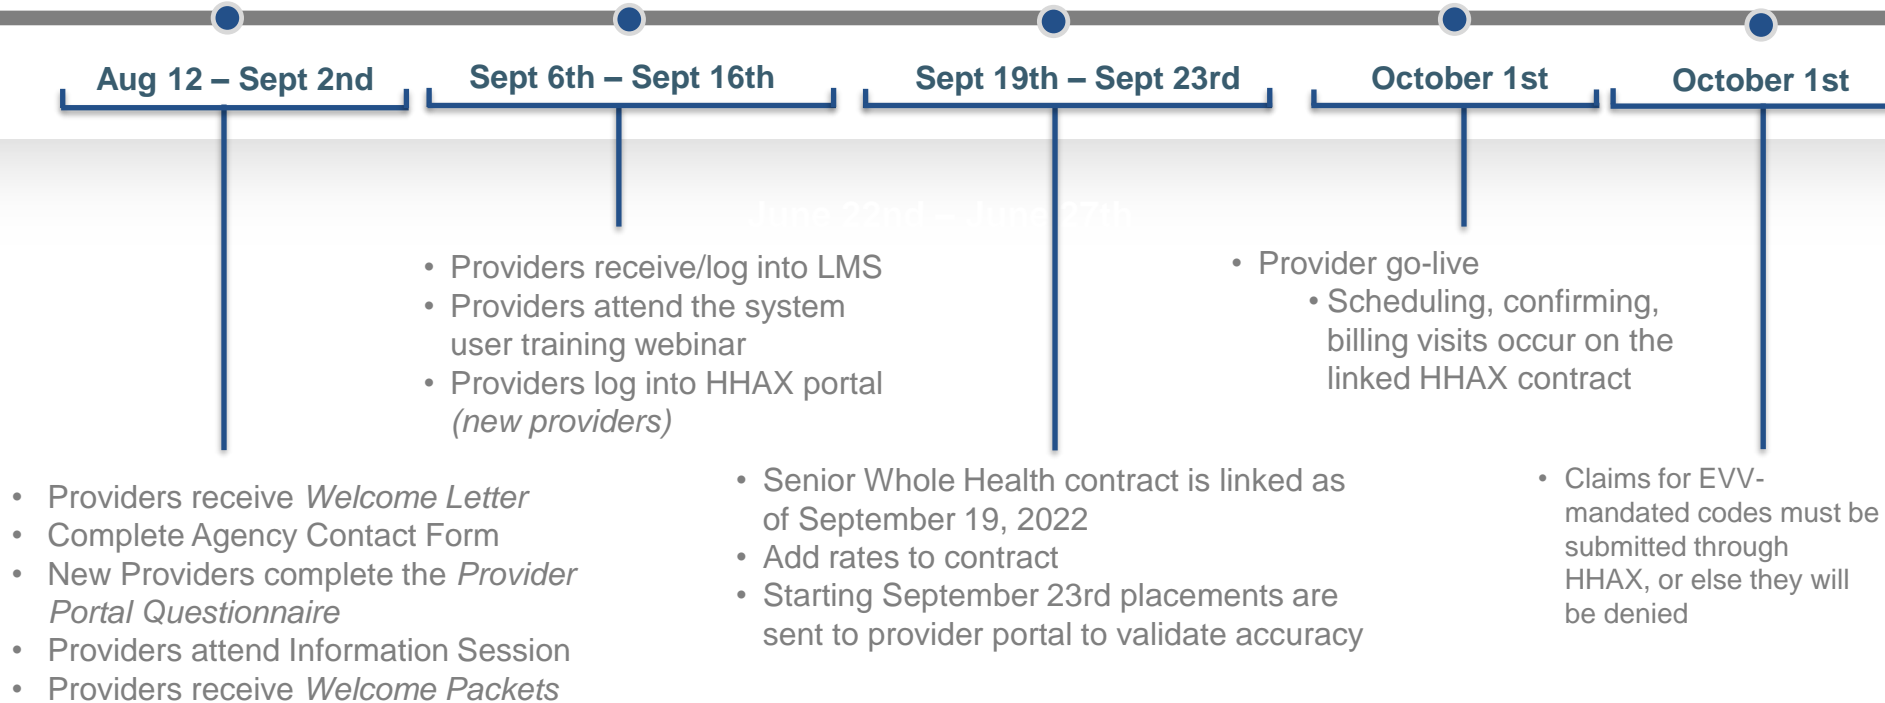 Aug 12 – Sept 2nd
Sept 6th – Sept 16th
Sept 19th – Sept 23rd
October 1st
October 1st
June 22nd – June 27th
• Providers receive/log into LMS
• Providers attend the system
user training webinar
• Providers log into HHAX portal
(new providers)
• Provider go-live
• Scheduling, confirming,
billing visits occur on the
linked HHAX contract
• Providers receive Welcome Letter
• Complete Agency Contact Form
• New Providers complete the Provider
Portal Questionnaire
• Providers attend Information Session
• Providers receive Welcome Packets
• Senior Whole Health contract is linked as
of September 19, 2022
• Add rates to contract
• Starting September 23rd placements are
sent to provider portal to validate accuracy
• Claims for EVV-
mandated codes must be
submitted through
HHAX, or else they will
be denied